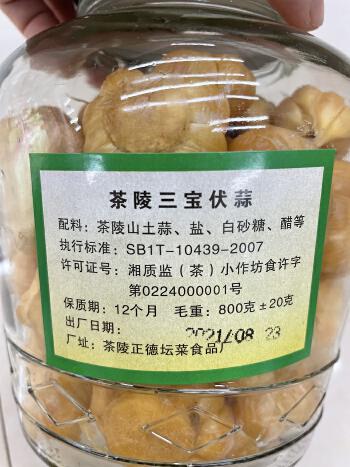 茶陵三宝伏蒜
配料：茶陵山土蒜、盐、白砂糖、醋等
执行标准：SB1T-10439-2007
许可证号：湘质监（茶）小作坊食许字
第0224000001号
保质期：12个月 毛重：800克±20克
出厂日期： 2021/08 23
厂址：茶陵正德坛菜食品厂